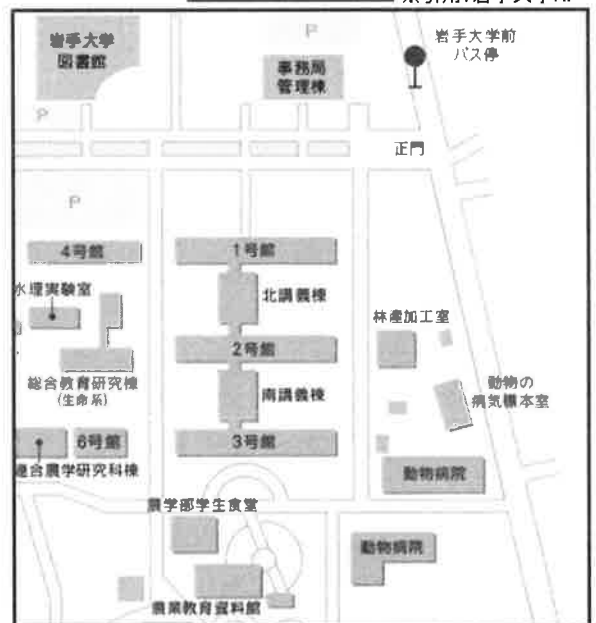 岩手大学
図書館
P
事務局
管理棟
岩手大学前
バス停
P
正門
P
4号館
1号館
水理実験室
北講義棟
林産加工室
2号館
総合教育研究棟
(生命系)
南講義棟
動物の
病気標本室
6号館
3号館
連合農学研究科棟
動物病院
農学部学生食堂
動物病院
農業教育資料館